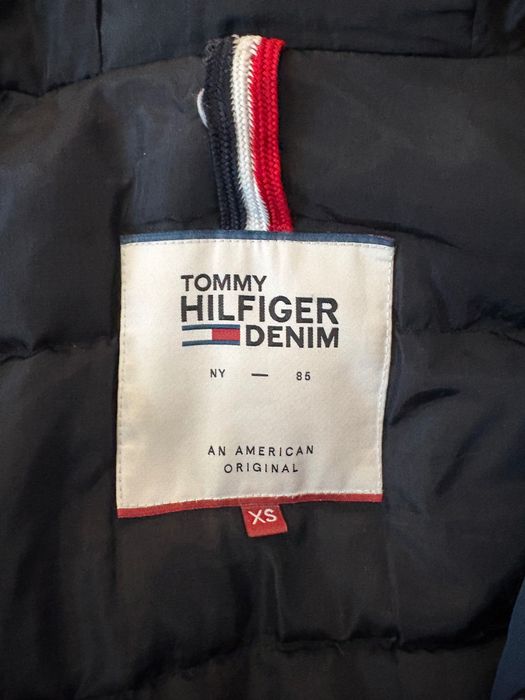 TOMMY
HILFIGER
DENIM
NY — 85
AN AMERICAN
ORIGINAL
XS